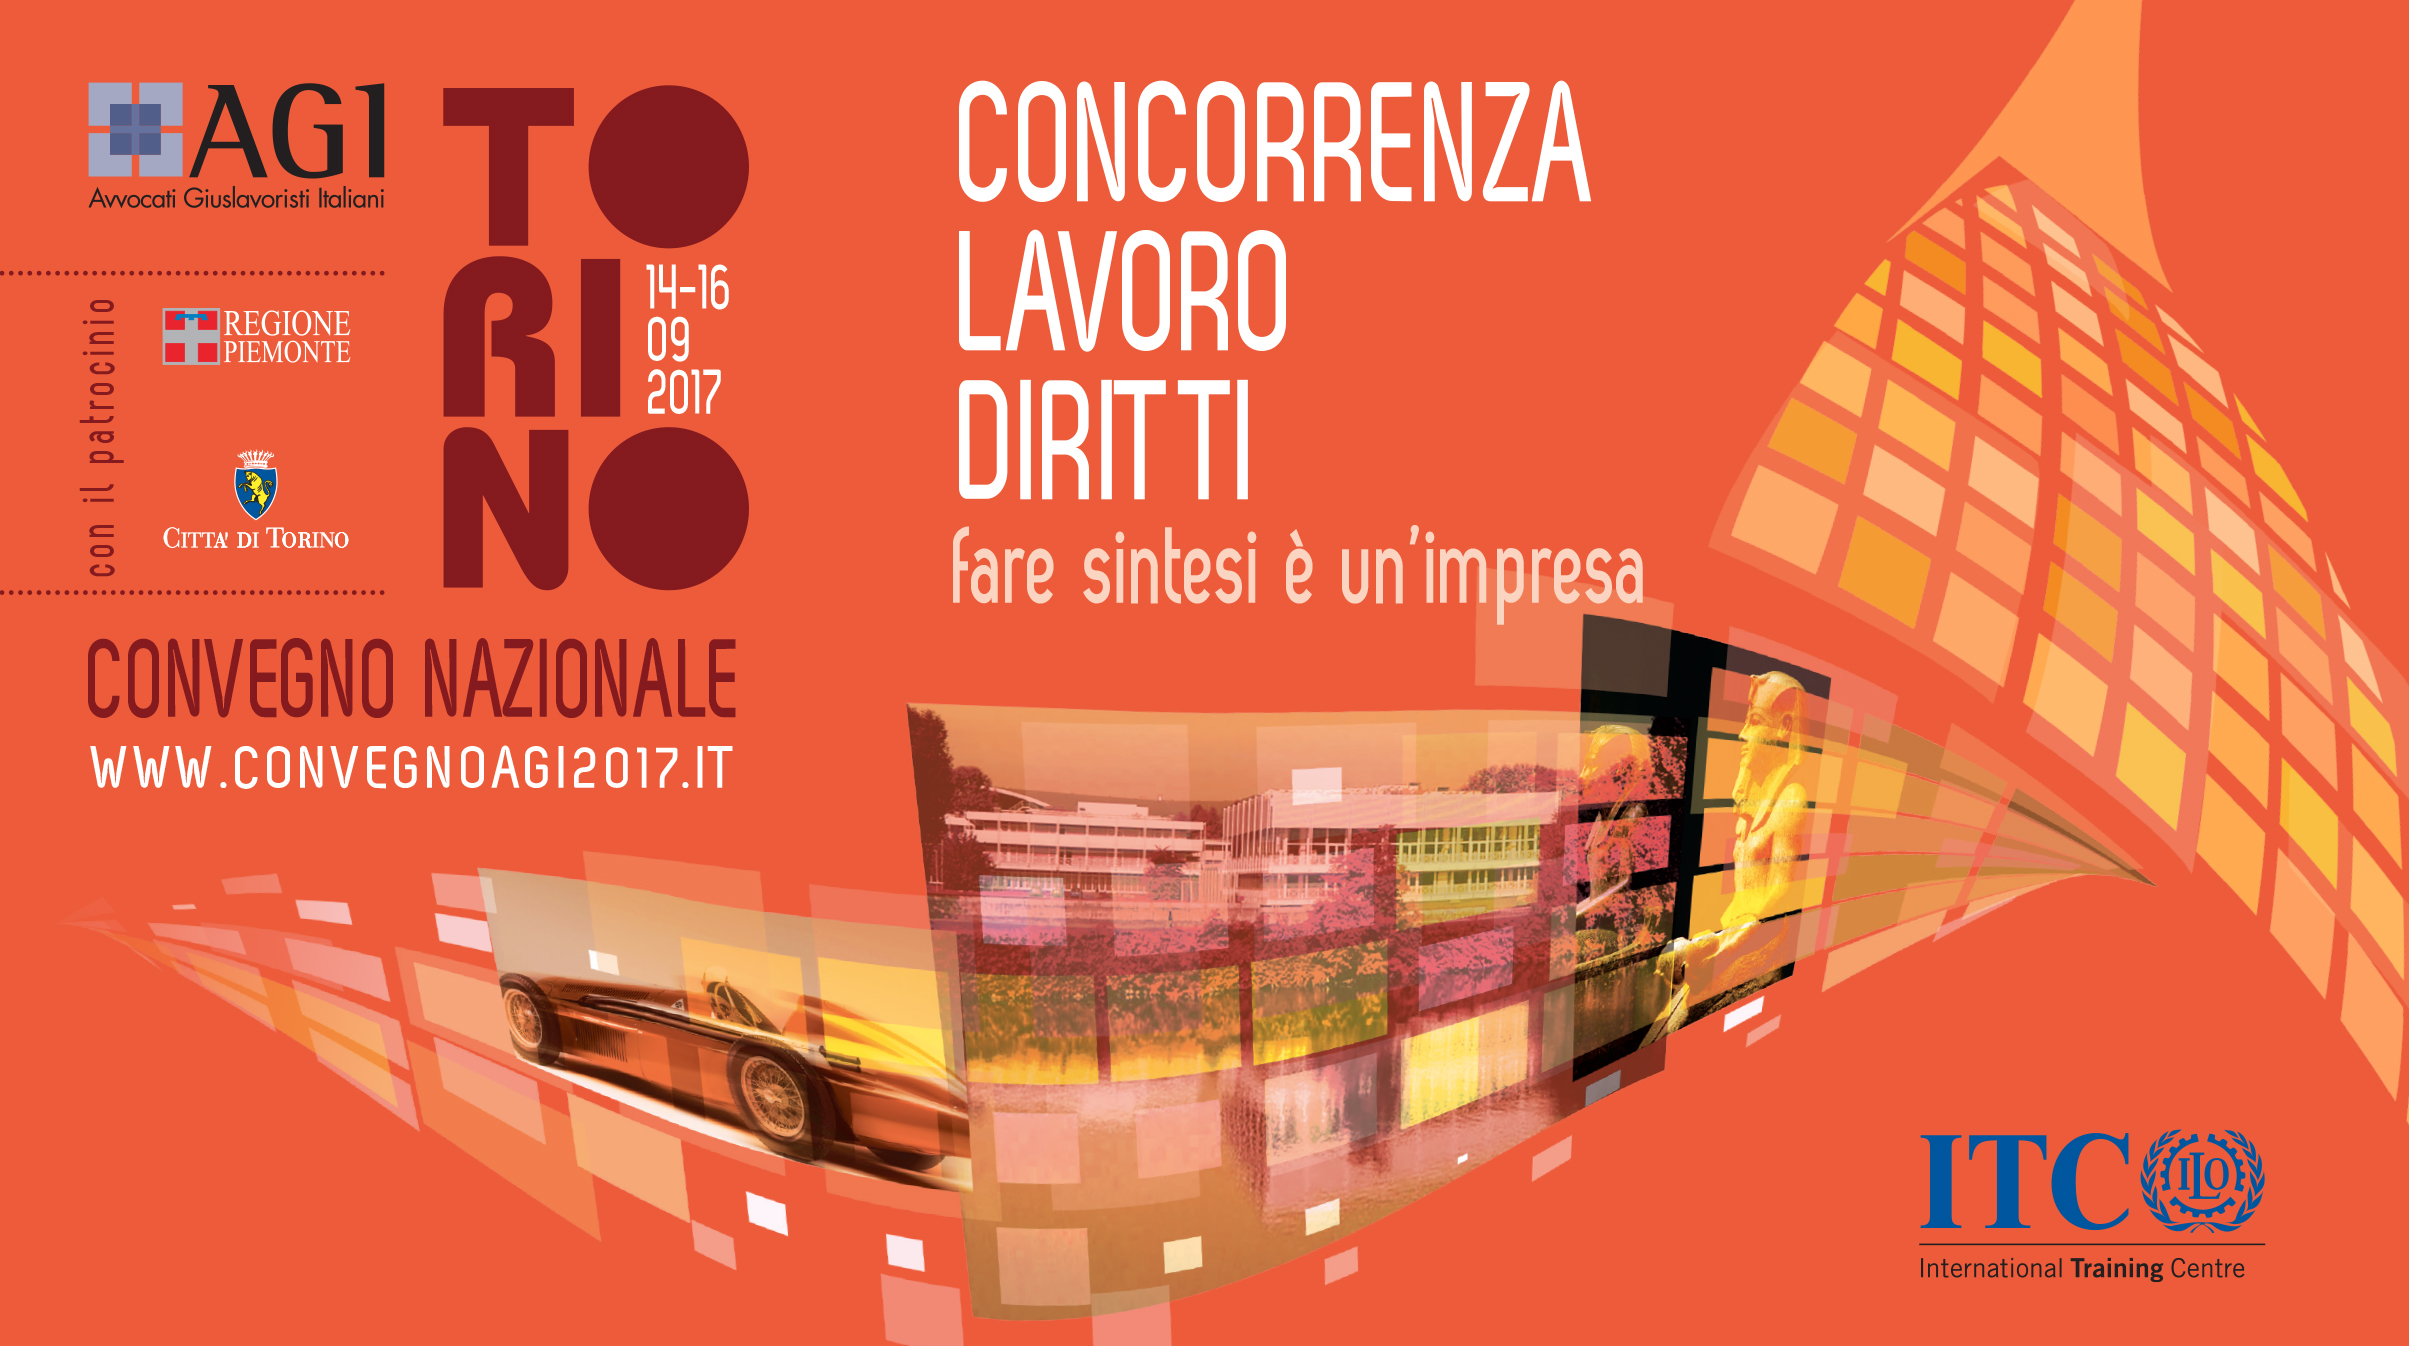 AGI
Avvocati Giuslavoristi Italiani
con il patrocinio
REGIONE
PIEMONTE
CITTA' DI TORINO
TO
RI
NO
14-16
09
2017
CONVEGNO NAZIONALE
WWW.CONVEGNOAGI2017.IT
CONCORRENZA
LAVORO
DIRITTI
fare sintesi è un'impresa
ITC
ILO
International Training Centre